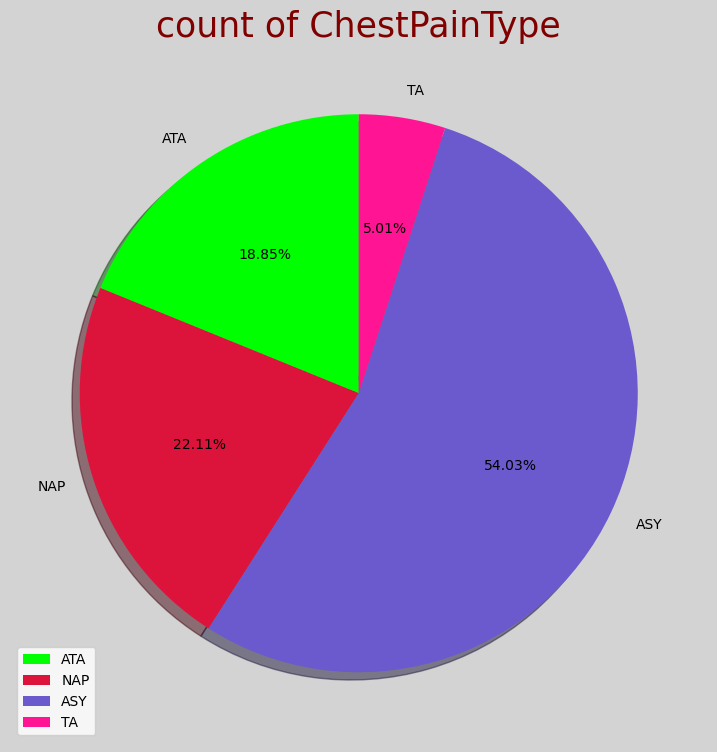 count of ChestPainType
TA
ATA
5.01%
18.85%
22.11%
54.03%
NAP
ASY
ATA
NAP
ASY
TA